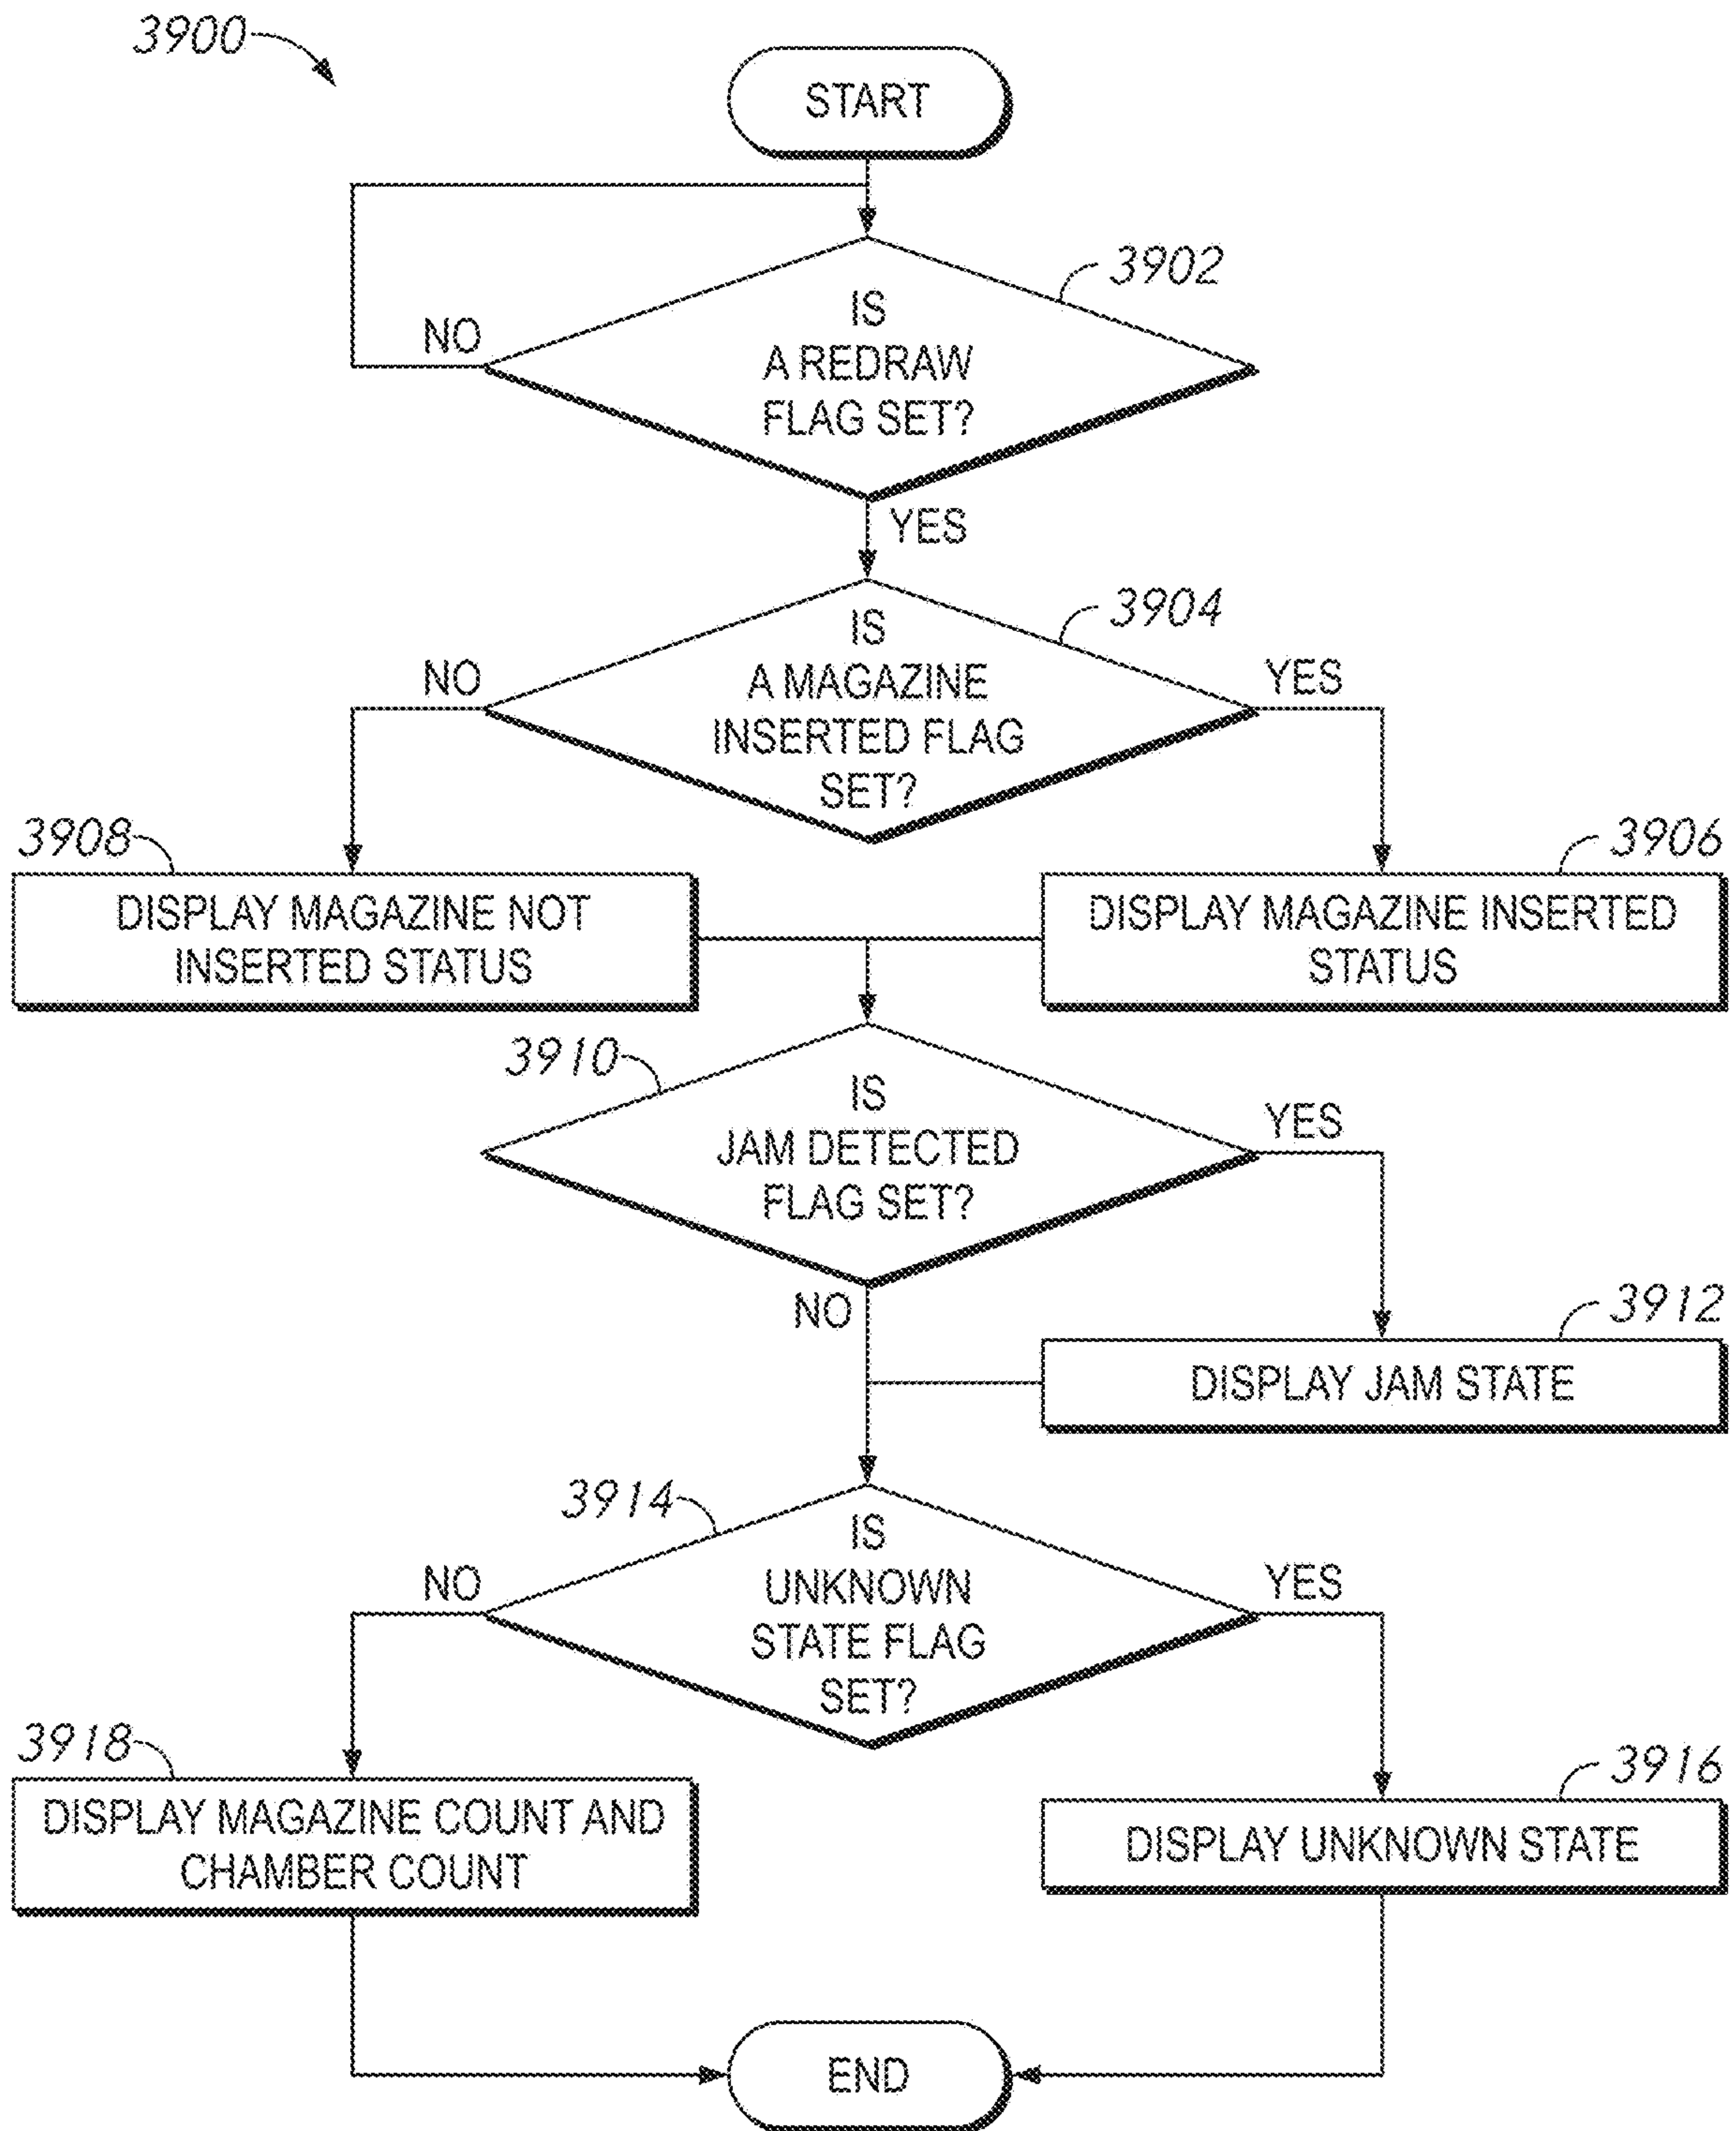 3900
START
3902
IS
A REDRAW
FLAG SET?
NO
YES
3904
IS
A MAGAZINE
INSERTED FLAG
SET?
NO
YES
3908
DISPLAY MAGAZINE NOT
INSERTED STATUS
3906
DISPLAY MAGAZINE INSERTED
STATUS
3910
IS
JAM DETECTED
FLAG SET?
YES
NO
3912
DISPLAY JAM STATE
3914
IS
UNKNOWN
STATE FLAG
SET?
NO
YES
3918
DISPLAY MAGAZINE COUNT AND
CHAMBER COUNT
3916
DISPLAY UNKNOWN STATE
END